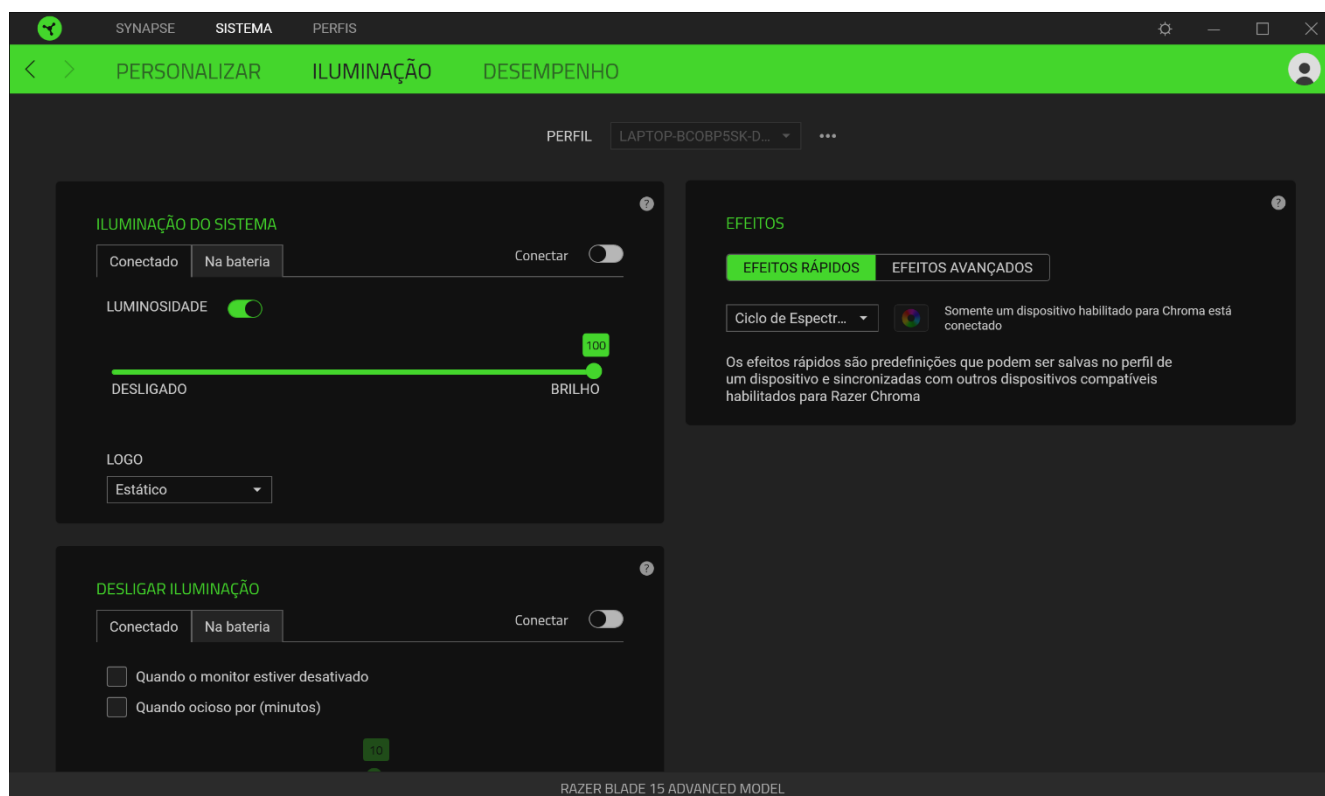 SYNAPSE SISTEMA PERFIS
PERSONALIZAR ILUMINAÇÃO DESEMPENHO
PERFIL LAPTOP-BCOBP5SK-D...
ILUMINAÇÃO DO SISTEMA
Conectado Na bateria Conectar
LUMINOSIDADE
100
DESLIGADO BRILHO
LOGO
Estático
DESLIGAR ILUMINAÇÃO
Conectado Na bateria Conectar
Quando o monitor estiver desativado
Quando ocioso por (minutos)
10
EFEITOS
EFEITOS RÁPIDOS EFEITOS AVANÇADOS
Ciclo de Espectr...
Somente um dispositivo habilitado para Chroma está
conectado
Os efeitos rápidos são predefinições que podem ser salvas no perfil de
um dispositivo e sincronizadas com outros dispositivos compatíveis
habilitados para Razer Chroma
RAZER BLADE 15 ADVANCED MODEL